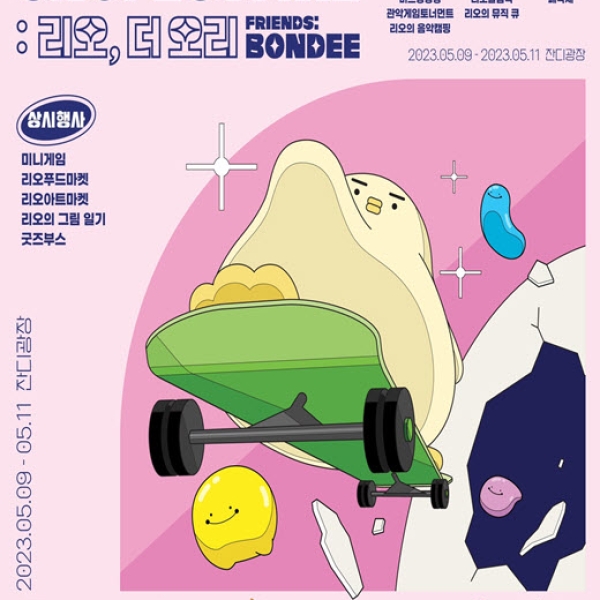 : 리오, 더 오리 FRIENDS: BONDEE
관악게임토너먼트 리오의 뮤직 큐
리오의 음악캠핑
2023.05.09 - 2023.05.11 잔디광장
상시행사
미니게임
리오푸드마켓
리오아트마켓
리오의 그림 일기
굿즈부스
2023.05.09 - 05.11 잔디광장